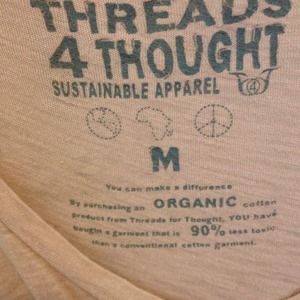 THREADS
4 THOUGHT
SUSTAINABLE APPAREL
4
M
You can make a difference
By purchasing an ORGANIC cotton
product from Threads for Thought, YOU have
bought a garment that is 90% less toxic
than a conventional cotton garment.